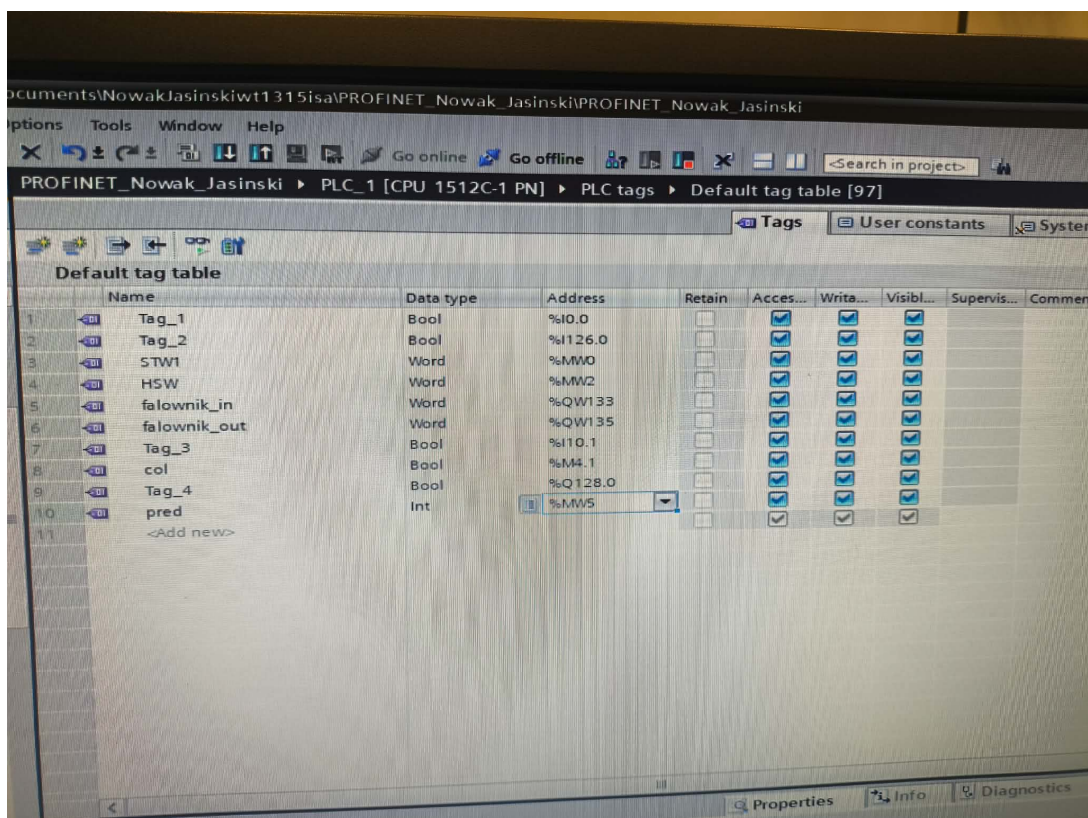 ocuments\NowakJasinskiwt1315isa\PROFINET_Nowak_Jasinski\PROFINET_Nowak_Jasinski
ptions Tools Window Help
Go online Go offline <Search in project>
PROFINET_Nowak_Jasinski ▸ PLC_1 [CPU 1512C-1 PN] ▸ PLC tags ▸ Default tag table [97]
Tags User constants System
Default tag table
Name Data type Address Retain Acces... Writa... Visibl... Supervis... Commen
1 Tag_1 Bool %I0.0
2 Tag_2 Bool %I126.0
3 STW1 Word %MW0
4 HSW Word %MW2
5 falownik_in Word %QW133
6 falownik_out Word %QW135
7 Tag_3 Bool %I10.1
8 col Bool %M4.1
9 Tag_4 Bool %Q128.0
10 pred Int %MW5
11 <Add new>
Properties Info Diagnostics